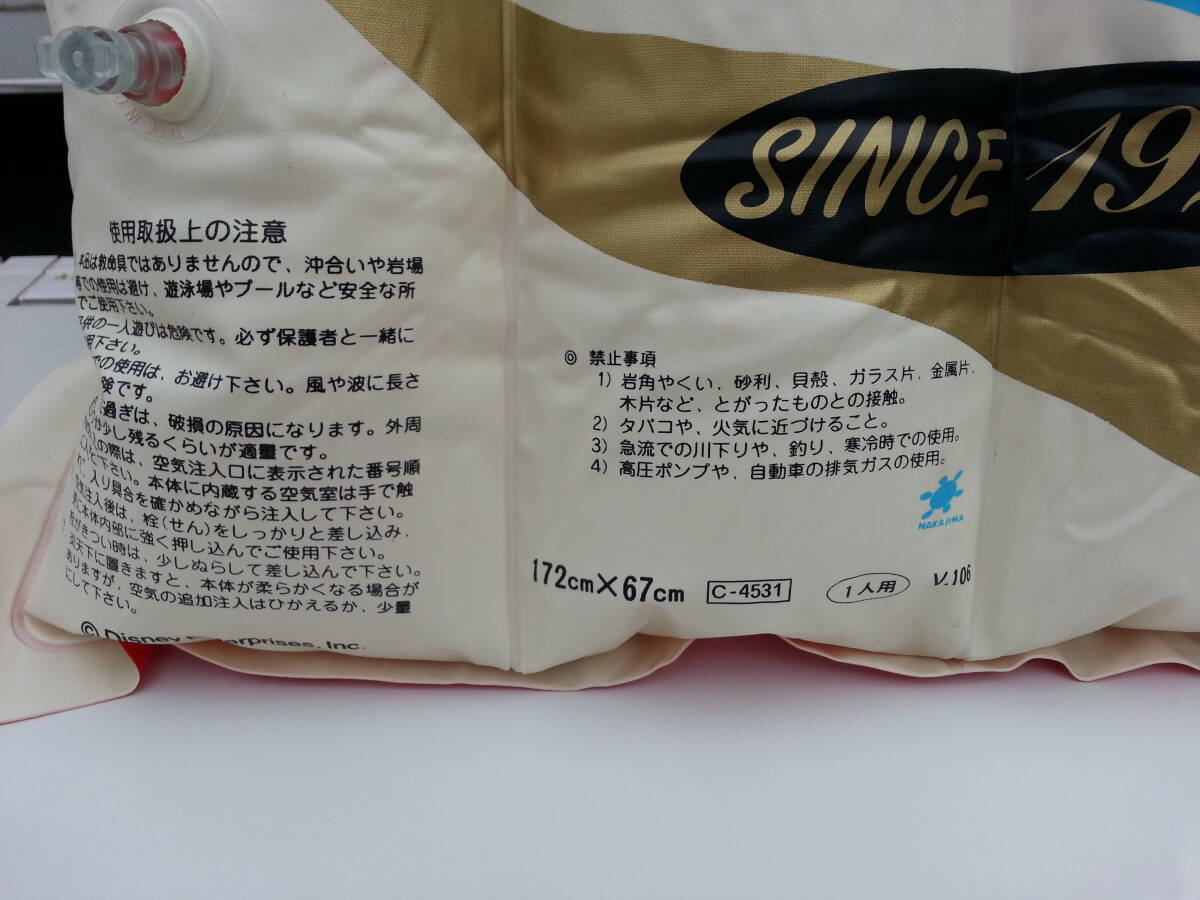 SINCE 19
使用取扱上の注意
本品は救命具ではありませんので、沖合いや岩場
での使用は避け、遊泳場やプールなど安全な所
でご使用下さい。
の一人遊びは危険です。必ず保護者と一緒に
下さい。
での使用は、お避け下さい。風や波に長さ
険です。
過ぎは、破損の原因になります。外周
が少し残るくらいが適量です。
の際は、空気注入口に表示された番号順
て下さい。本体に内蔵する空気室は手で触
、入り具合を確かめながら注入して下さい。
注入後は、栓(せん)をしっかりと差し込み、
本体内部に強く押し込んでご使用下さい。
がきつい時は、少しぬらして差し込んで下さい。
炎天下に置きますと、本体が柔らかくなる場合が
ありますが、空気の追加注入はひかえるか、少量
にして下さい。
© Disney Enterprises, Inc.
◎ 禁止事項
1) 岩角やくい、砂利、貝殻、ガラス片、金属片、
木片など、とがったものとの接触。
2) タバコや、火気に近づけること。
3) 急流での川下りや、釣り、寒冷時での使用。
4) 高圧ポンプや、自動車の排気ガスの使用。
NAKAJIMA
172cm×67cm C-4531 1人用 V.106